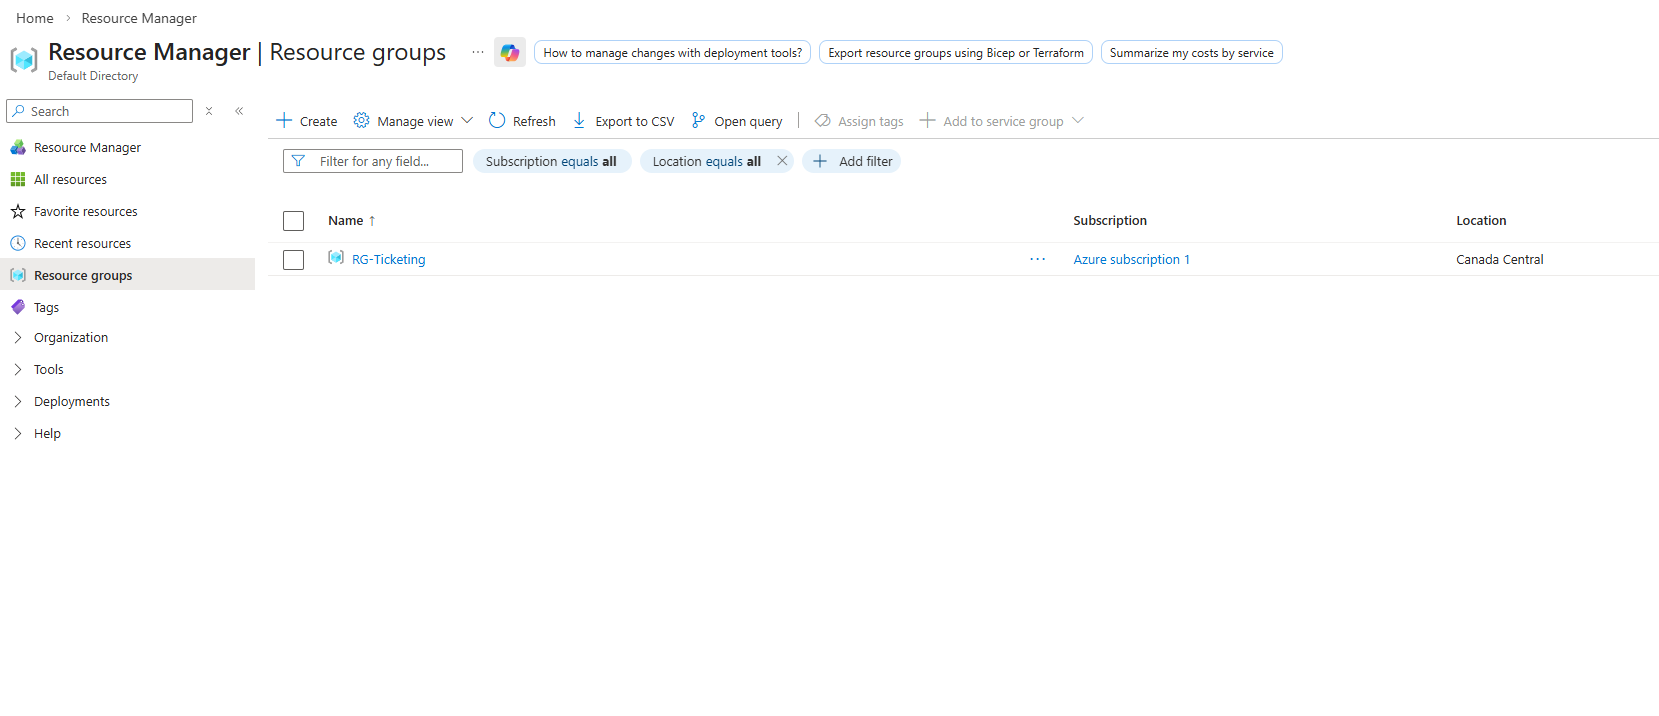 Home > Resource Manager
Resource Manager | Resource groups ...
Default Directory
How to manage changes with deployment tools?
Export resource groups using Bicep or Terraform
Summarize my costs by service
Search
Resource Manager
All resources
Favorite resources
Recent resources
Resource groups
Tags
Organization
Tools
Deployments
Help
Create Manage view Refresh Export to CSV Open query Assign tags Add to service group
Filter for any field... Subscription equals all Location equals all Add filter
Name ↑ Subscription Location
RG-Ticketing ... Azure subscription 1 Canada Central